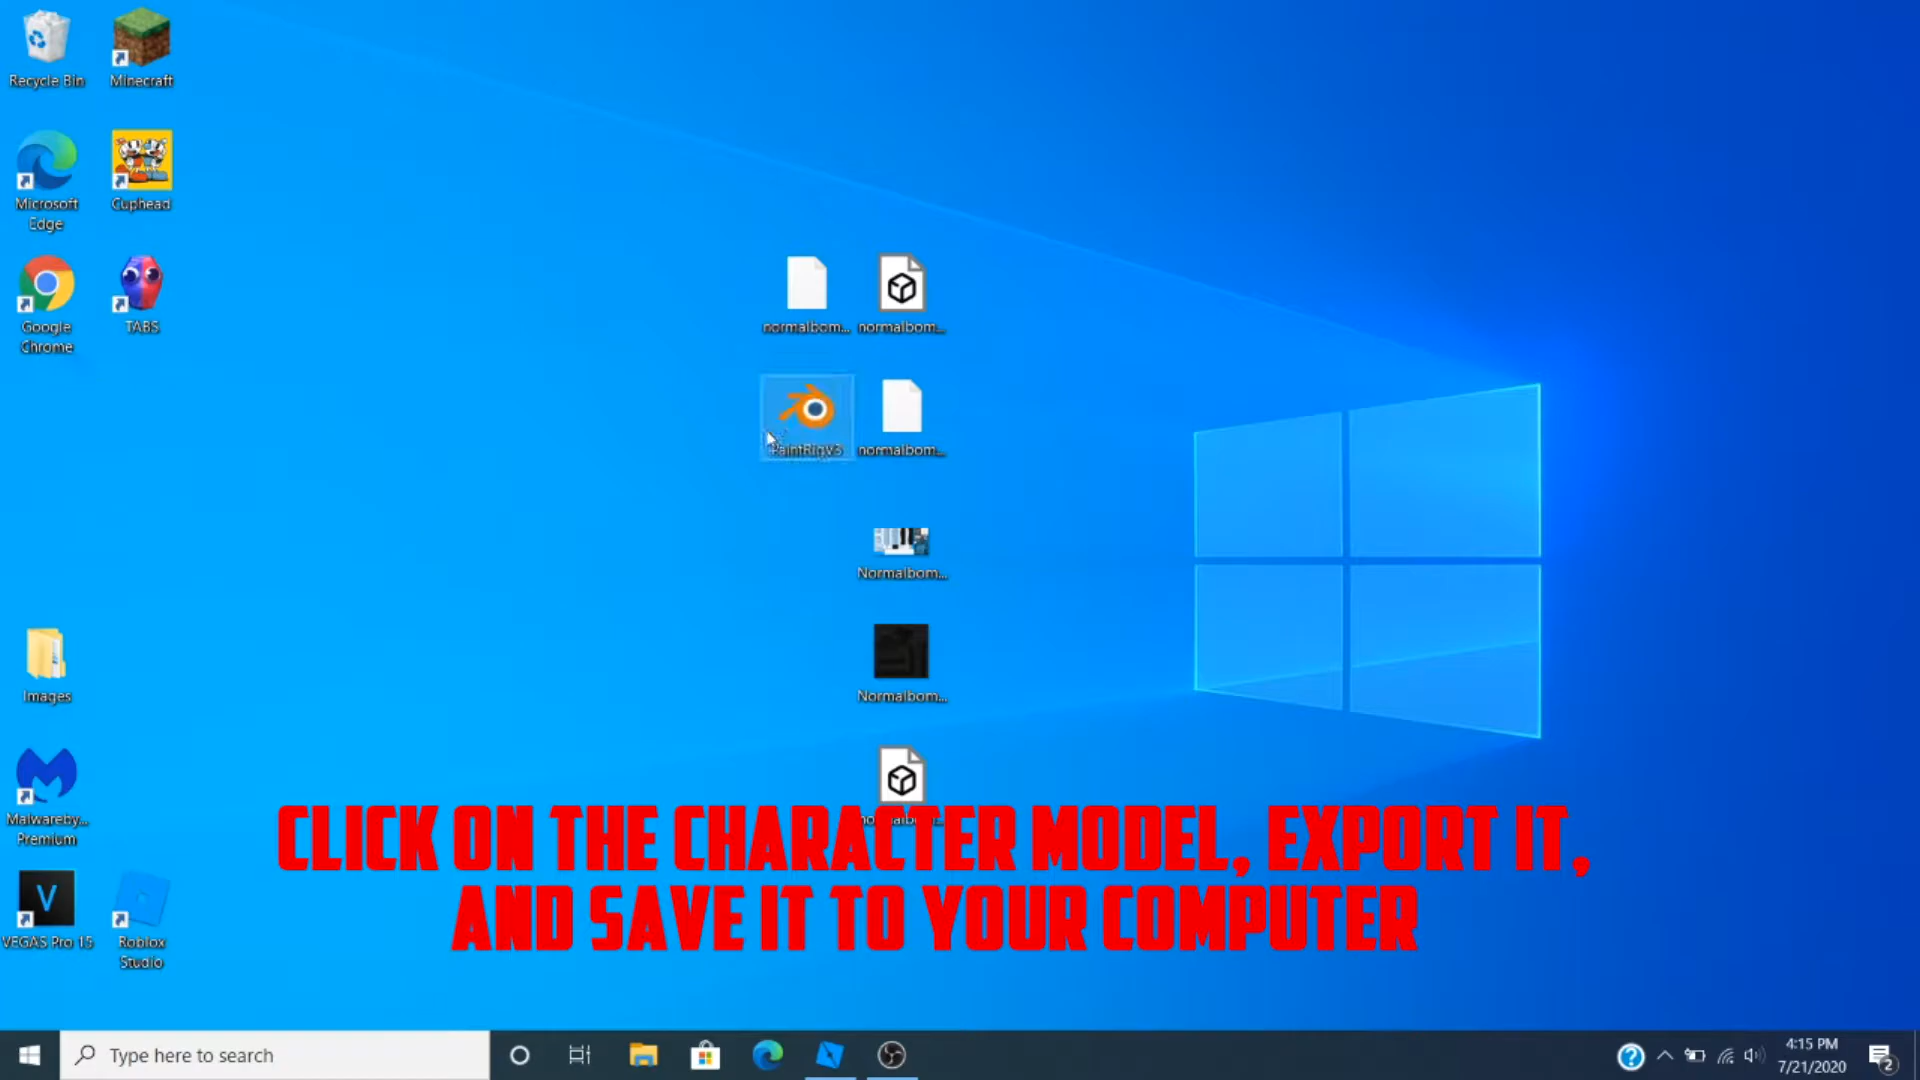 Recycle Bin
Minecraft
Microsoft
Edge
Cuphead
Google
Chrome
TABS
normalbom...
normalbom...
PaintRigV3
normalbom...
Normalbom...
Images
Normalbom...
Malwareby...
Premium
CLICK ON THE CHARACTER MODEL, EXPORT IT,
AND SAVE IT TO YOUR COMPUTER
V
VEGAS Pro 15
Roblox
Studio
Type here to search
4:15 PM
7/21/2020
2